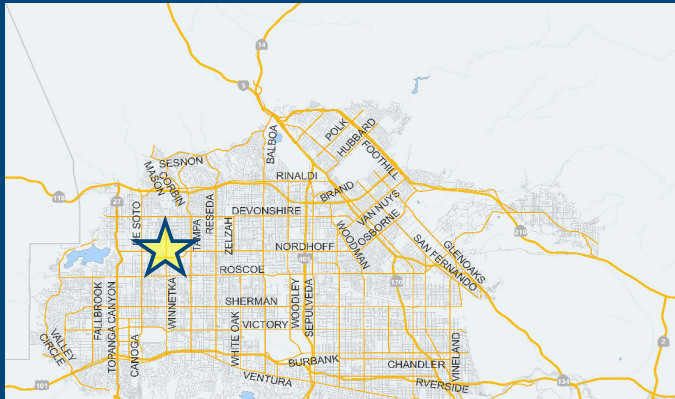 14
5
POLK
HUBBARD
FOOTHILL
BALBOA
SESNON
MASON
CORBIN
RINALDI
BRAND
118
27
DE SOTO
TAMPA
RESEDA
ZELZAH
DEVONSHIRE
VAN NUYS
OSBORNE
WOODMAN
NORDHOFF
405
210
GLENOAKS
SAN FERNANDO
ROSCOE
170
FALLBROOK
TOPANGA CANYON
WINNETKA
SHERMAN
WOODLEY
SEPULVEDA
VICTORY
WHITE OAK
VALLEY
CIRCLE
CANOGA
BURBANK
CHANDLER
VINELAND
2
101
VENTURA
RVERSIDE
134